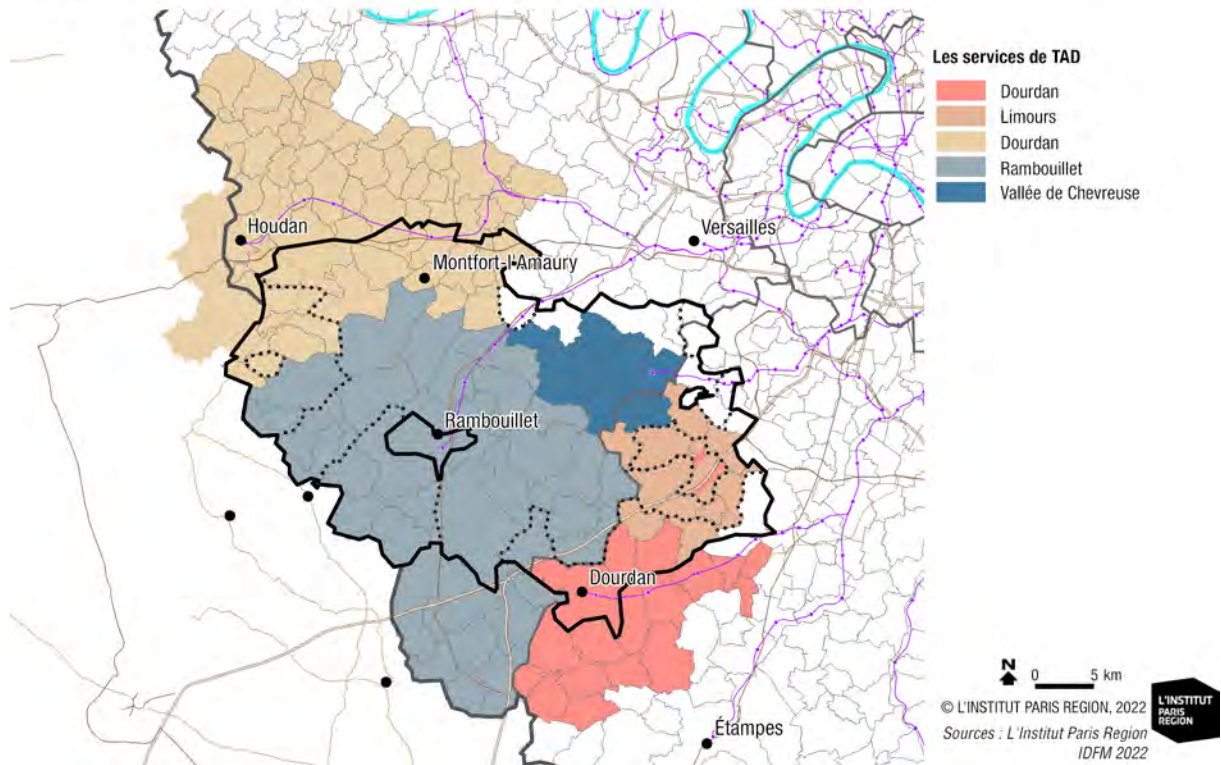 Les services de TAD
Dourdan
Limours
Dourdan
Rambouillet
Vallée de Chevreuse
Houdan
Versailles
Montfort-l'Amaury
Rambouillet
Dourdan
Étampes
N
0 5 km
© L'INSTITUT PARIS REGION, 2022
Sources : L'Institut Paris Region
IDFM 2022
L'INSTITUT
PARIS
REGION